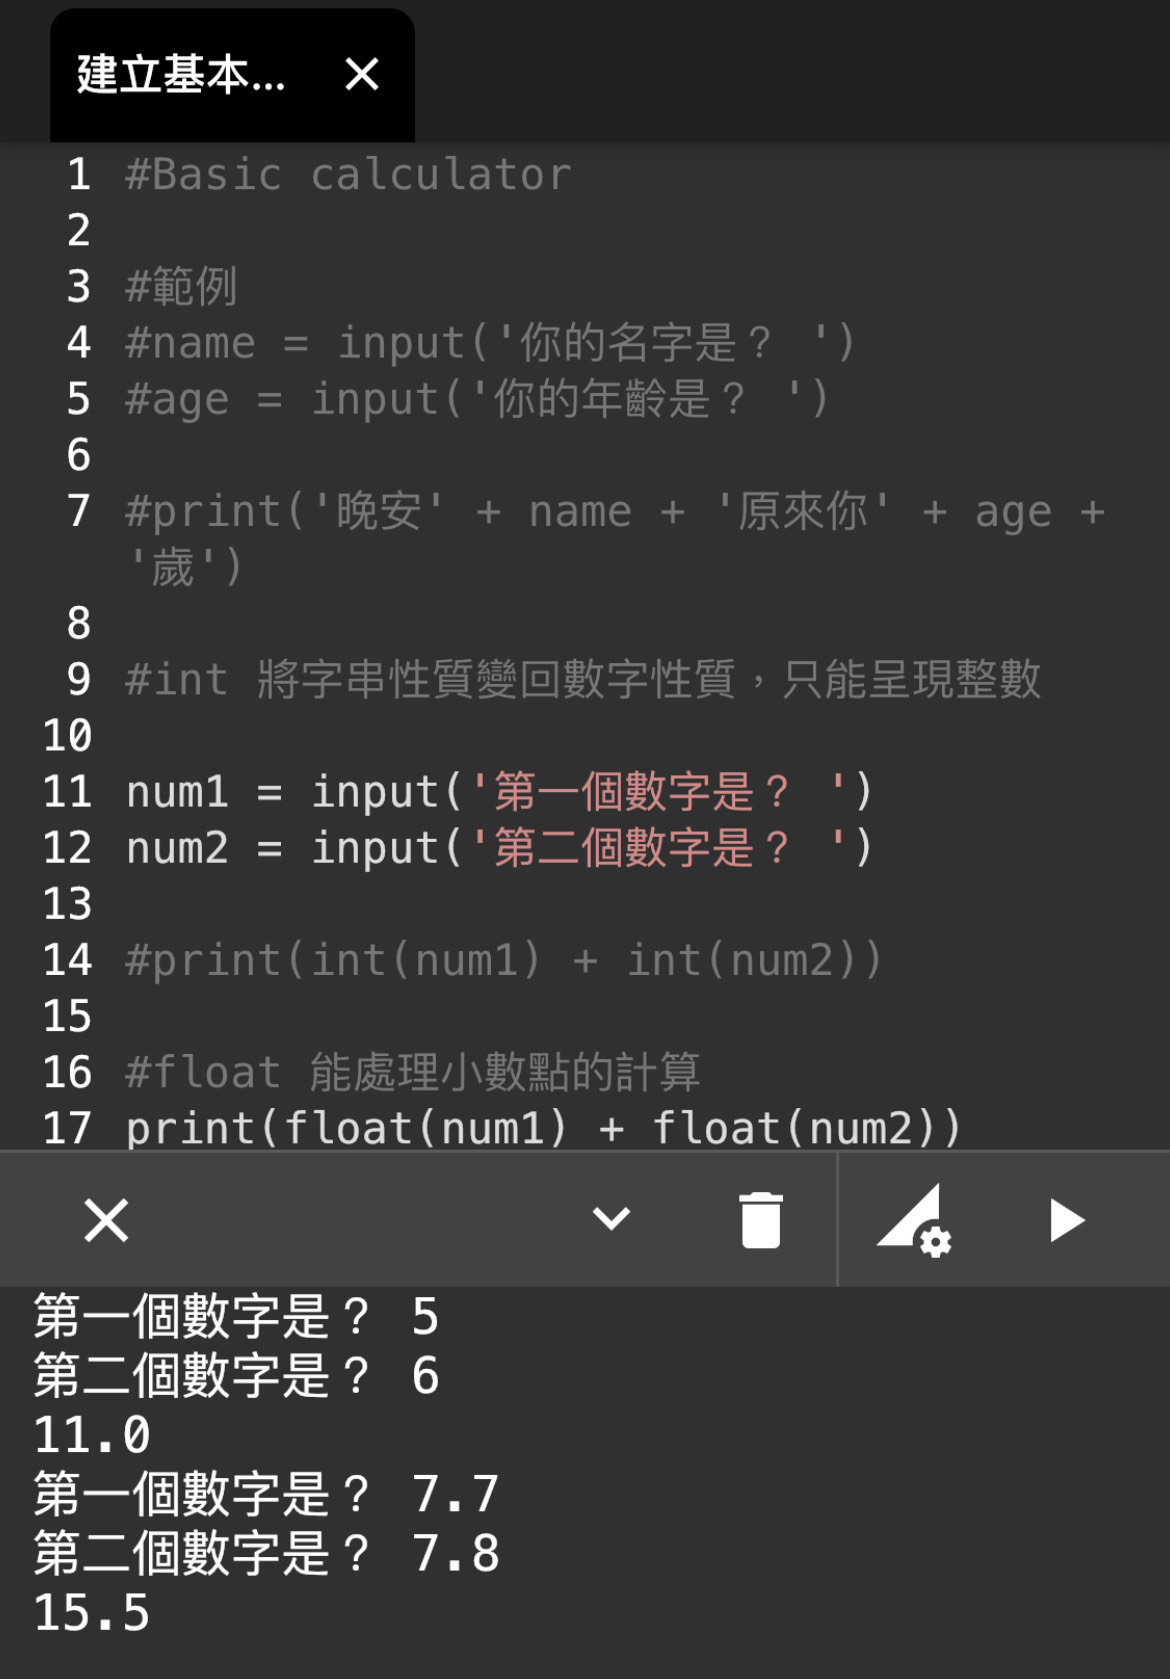 建立基本...
1 #Basic calculator
2
3 #範例
4 #name = input('你的名字是？ ')
5 #age = input('你的年齡是？ ')
6
7 #print('晚安' + name + '原來你' + age +
'歲')
8
9 #int 將字串性質變回數字性質，只能呈現整數
10
11 num1 = input('第一個數字是？ ')
12 num2 = input('第二個數字是？ ')
13
14 #print(int(num1) + int(num2))
15
16 #float 能處理小數點的計算
17 print(float(num1) + float(num2))
第一個數字是？ 5
第二個數字是？ 6
11.0
第一個數字是？ 7.7
第二個數字是？ 7.8
15.5